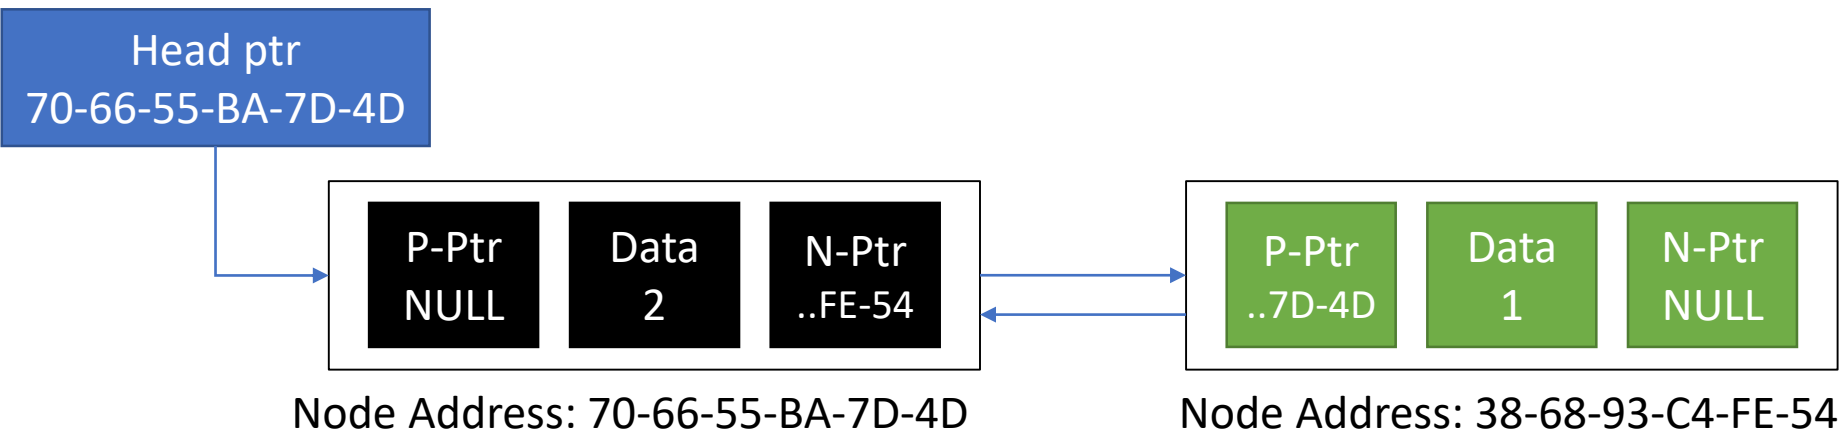 Head ptr
70-66-55-BA-7D-4D
P-Ptr
NULL
Data
2
N-Ptr
..FE-54
P-Ptr
..7D-4D
Data
1
N-Ptr
NULL
Node Address: 70-66-55-BA-7D-4D
Node Address: 38-68-93-C4-FE-54